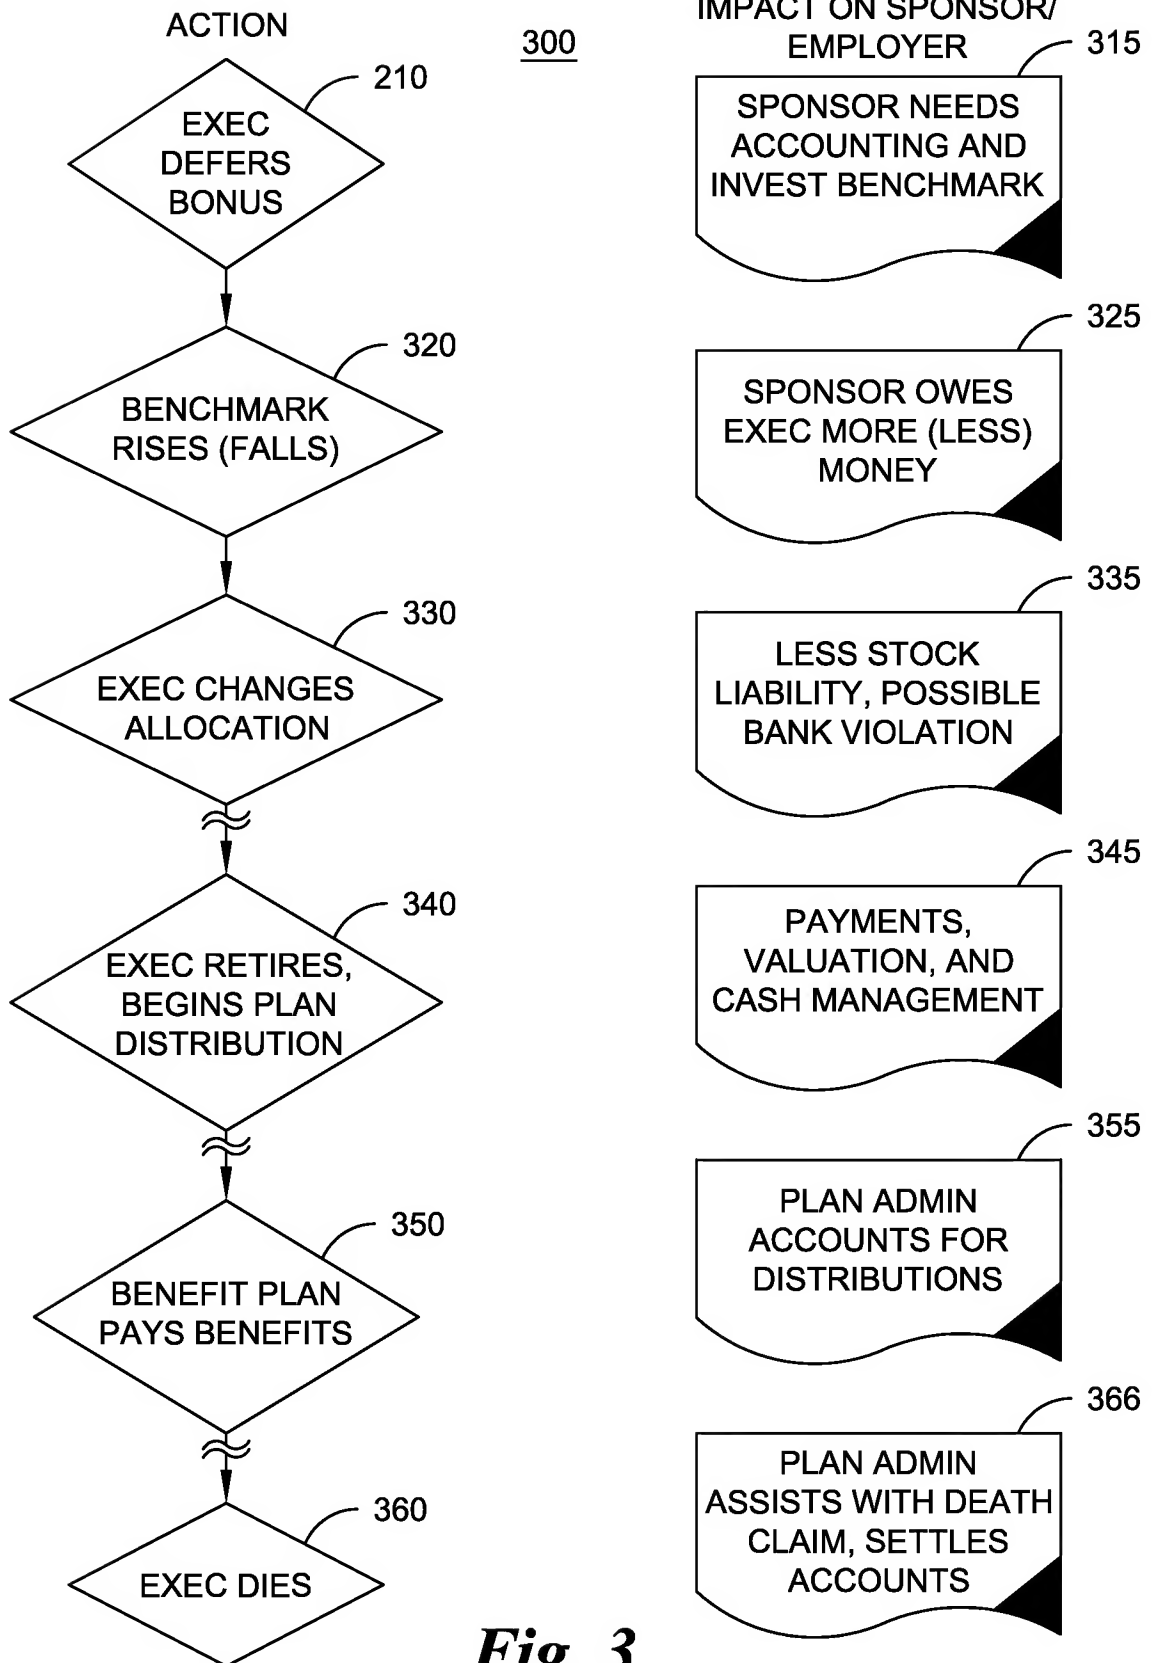 ACTION
300
IMPACT ON SPONSOR/
EMPLOYER
210
EXEC
DEFERS
BONUS
315
SPONSOR NEEDS
ACCOUNTING AND
INVEST BENCHMARK
320
BENCHMARK
RISES (FALLS)
325
SPONSOR OWES
EXEC MORE (LESS)
MONEY
330
EXEC CHANGES
ALLOCATION
335
LESS STOCK
LIABILITY, POSSIBLE
BANK VIOLATION
340
EXEC RETIRES,
BEGINS PLAN
DISTRIBUTION
345
PAYMENTS,
VALUATION, AND
CASH MANAGEMENT
350
BENEFIT PLAN
PAYS BENEFITS
355
PLAN ADMIN
ACCOUNTS FOR
DISTRIBUTIONS
360
EXEC DIES
366
PLAN ADMIN
ASSISTS WITH DEATH
CLAIM, SETTLES
ACCOUNTS
Fig. 3